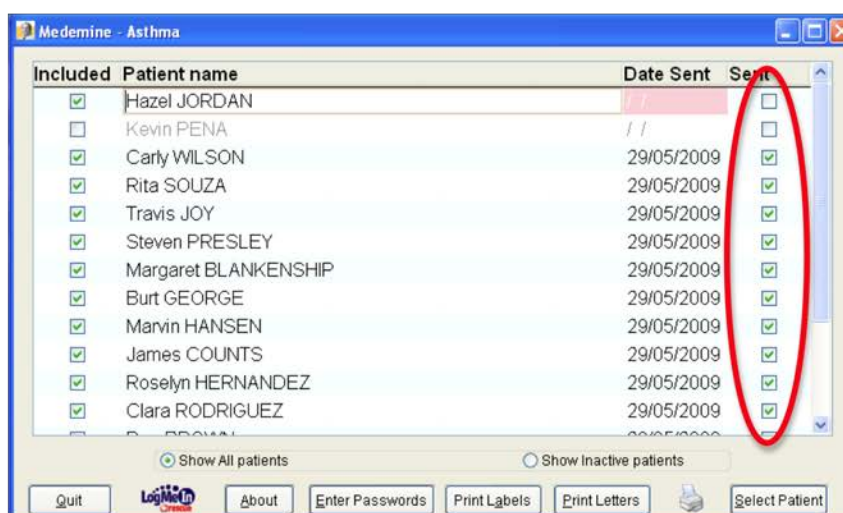 Medemine - Asthma
Included Patient name Date Sent Sent
Hazel JORDAN / /
Kevin PENA / /
Carly WILSON 29/05/2009
Rita SOUZA 29/05/2009
Travis JOY 29/05/2009
Steven PRESLEY 29/05/2009
Margaret BLANKENSHIP 29/05/2009
Burt GEORGE 29/05/2009
Marvin HANSEN 29/05/2009
James COUNTS 29/05/2009
Roselyn HERNANDEZ 29/05/2009
Clara RODRIGUEZ 29/05/2009
Show All patients Show Inactive patients
Quit LogMeIn rescue About Enter Passwords Print Labels Print Letters Select Patient